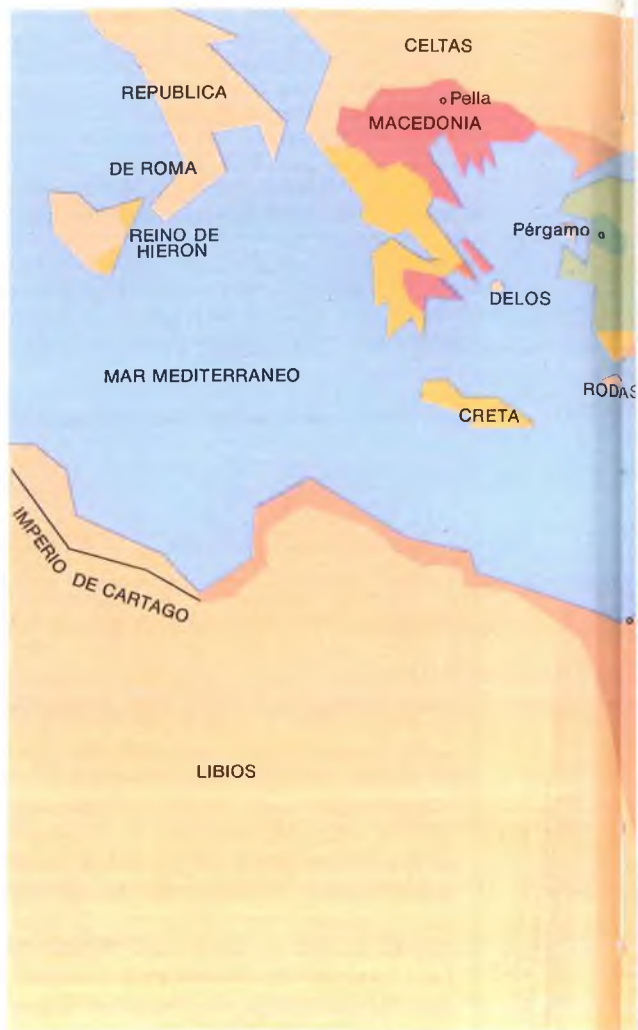 CELTAS
REPUBLICA
Pella
MACEDONIA
DE ROMA
REINO DE
HIERON
Pérgamo
DELOS
MAR MEDITERRANEO
RODAS
CRETA
IMPERIO DE CARTAGO
LIBIOS